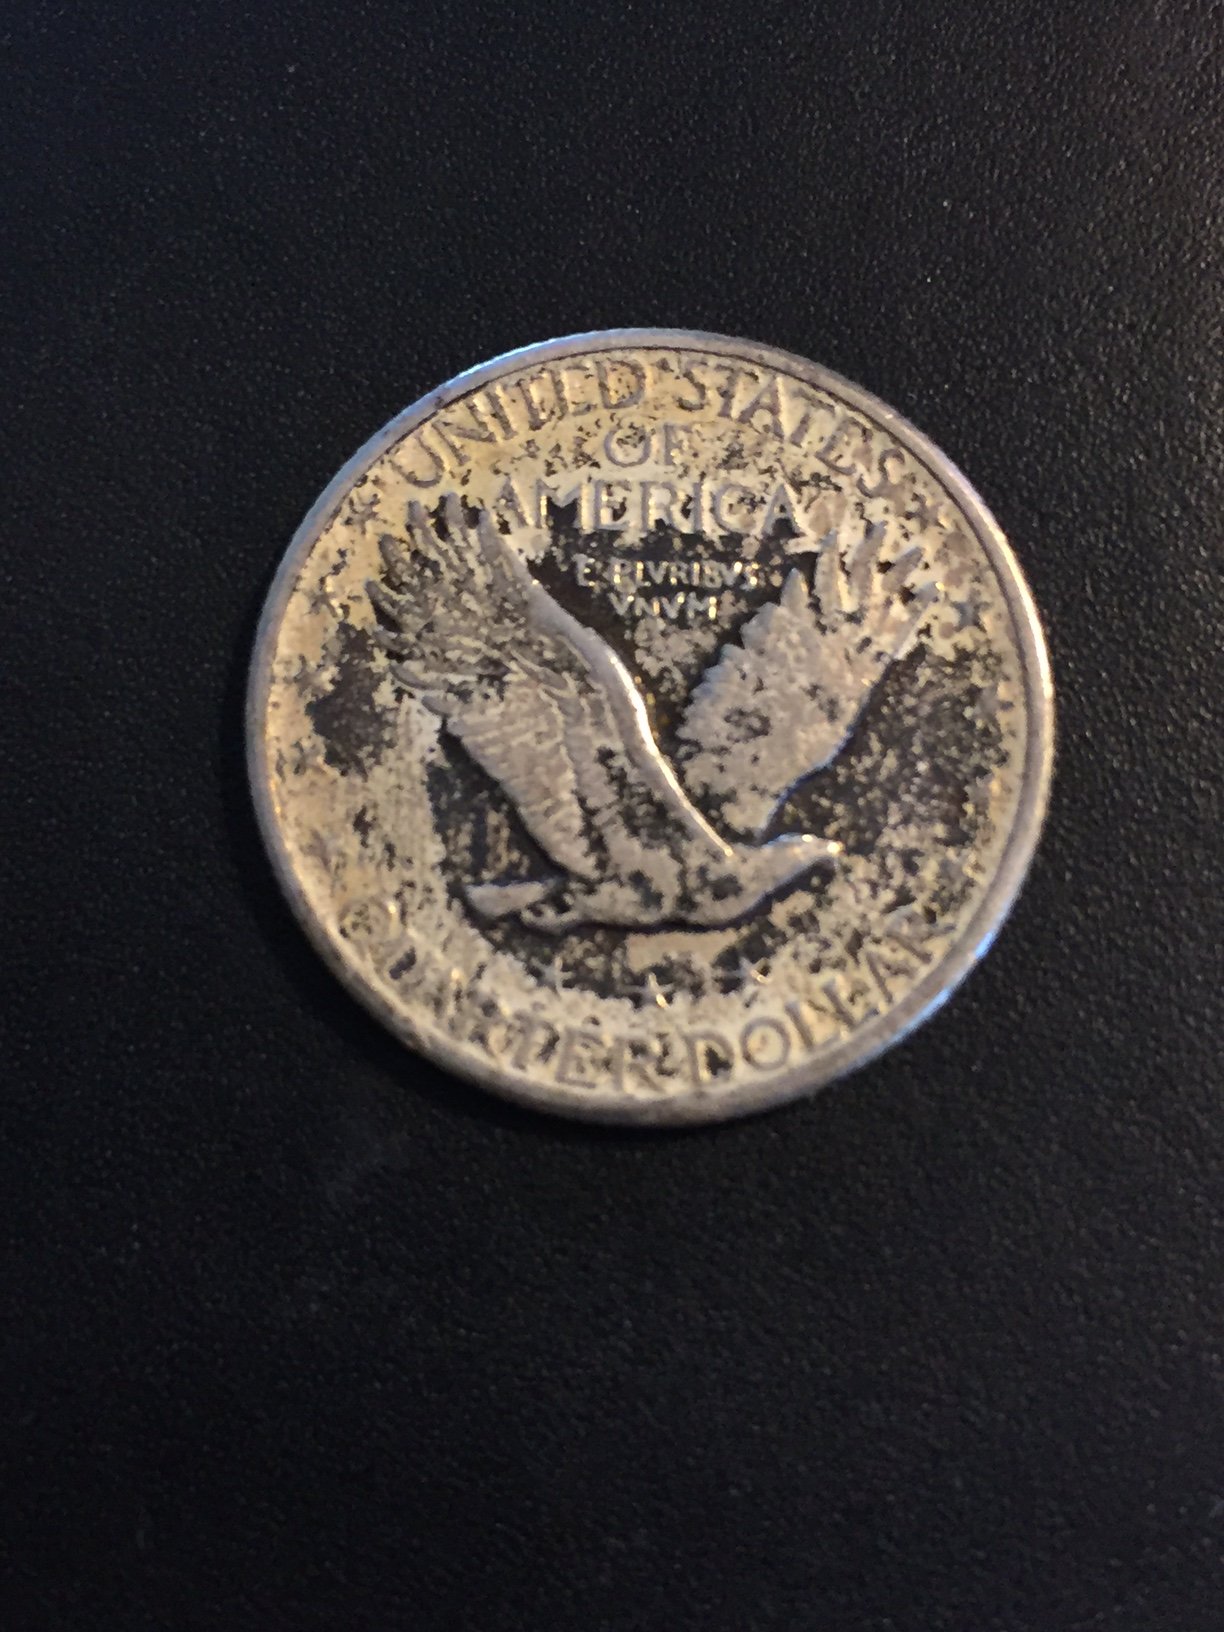 UNITED STATES
OF
AMERICA
E·PLVRIBVS·
VNVM
QUARTER DOLLAR